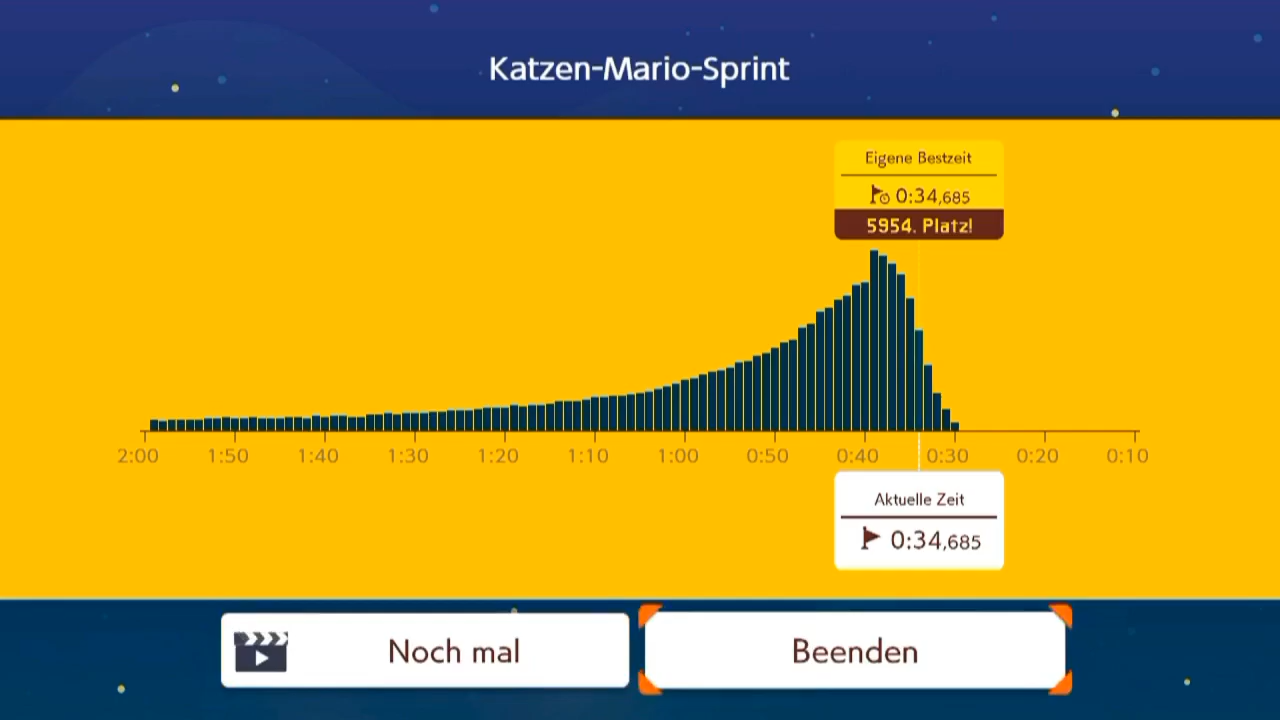 Katzen-Mario-Sprint
Eigene Bestzeit
0:34,685
5954. Platz!
2:00 1:50 1:40 1:30 1:20 1:10 1:00 0:50 0:40 0:30 0:20 0:10
Aktuelle Zeit
0:34,685
Noch mal
Beenden